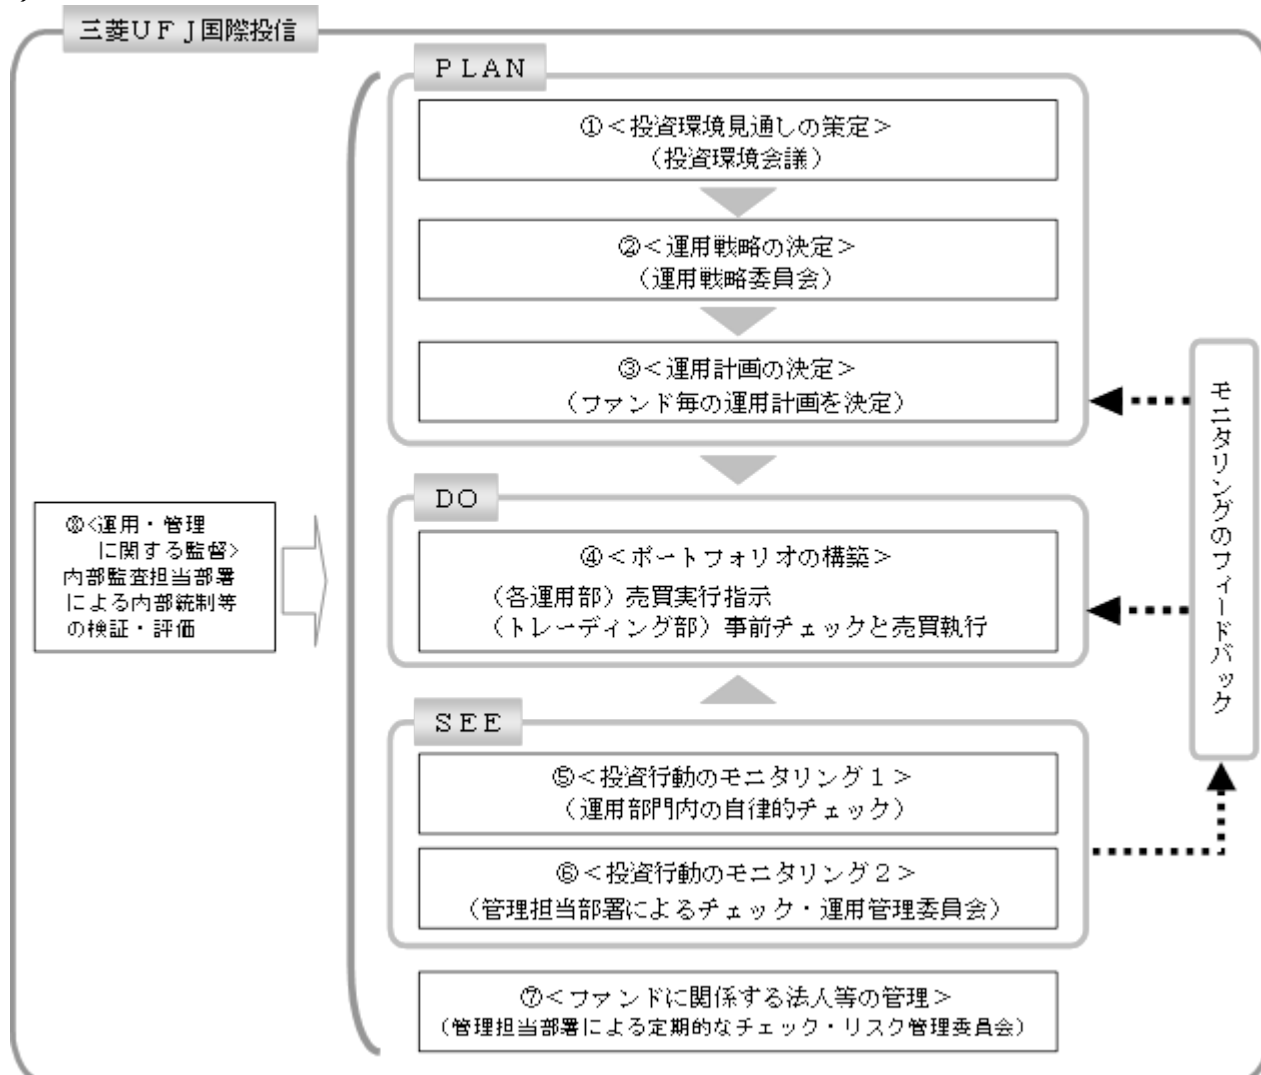 三菱ＵＦＪ国際投信
ＰＬＡＮ
①＜投資環境見通しの策定＞
（投資環境会議）
②＜運用戦略の決定＞
（運用戦略委員会）
③＜運用計画の決定＞
（ファンド毎の運用計画を決定）
ＤＯ
④＜ポートフォリオの構築＞
（各運用部）売買実行指示
（トレーディング部）事前チェックと売買執行
ＳＥＥ
⑤＜投資行動のモニタリング１＞
（運用部門内の自律的チェック）
⑥＜投資行動のモニタリング２＞
（管理担当部署によるチェック・運用管理委員会）
⑦＜ファンドに関係する法人等の管理＞
（管理担当部署による定期的なチェック・リスク管理委員会）
⑧<運用・管理
に関する監督>
内部監査担当部署
による内部統制等
の検証・評価
モニタリングのフィードバック